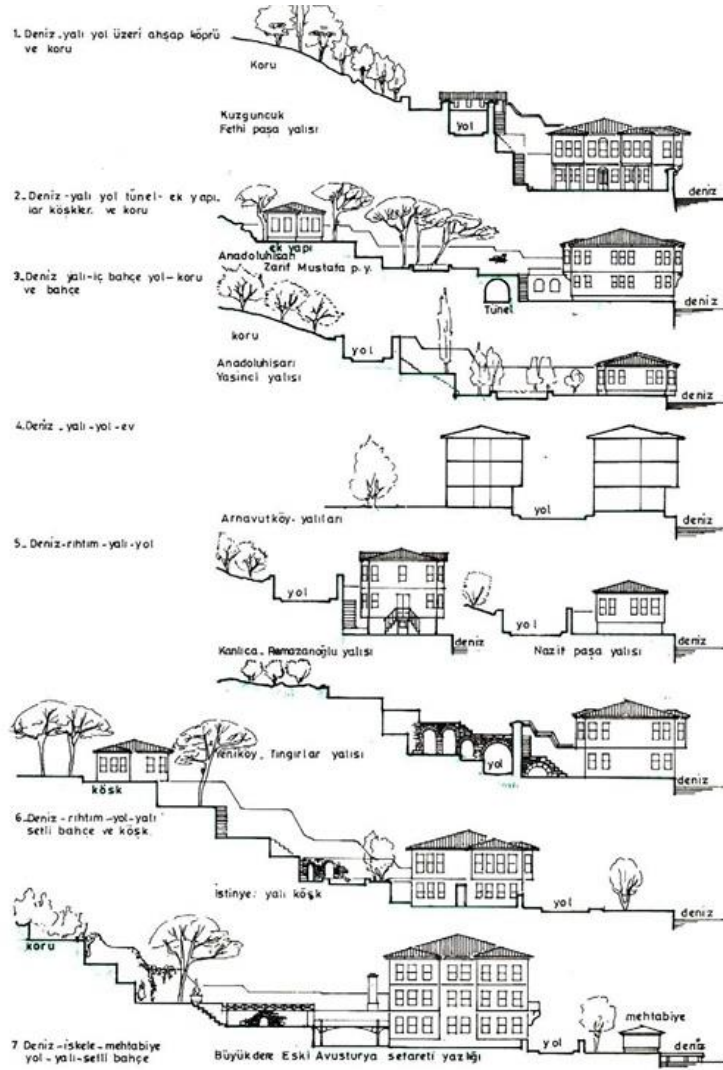 1. Deniz-yalı yol üzeri ahşap köprü
ve koru
Koru
Kuzguncuk
Fethi paşa yalısı
yol
deniz
2. Deniz-yalı yol tünel- ek yapı.
lar köşkler. ve koru
ek yapı
Anadoluhisarı
Zarif Mustafa p. y.
Tünel
deniz
3. Deniz yalı-iç bahçe yol-koru
ve bahçe
koru
yol
Anadoluhisarı
Yasinci yalısı
deniz
4. Deniz - yalı - yol - ev
Arnavutköy- yalıları
yol
deniz
5. Deniz-rıhtım-yalı-yol
yol
Kanlıca - Ramazanoğlu yalısı
deniz
yol
Nazif paşa yalısı
deniz
Yeniköy - Tıngırlar yalısı
yol
deniz
köşk
6. Deniz - rıhtım -yol-yalı
setli bahçe ve köşk
İstinye: yalı köşk
yol
deniz
koru
7 Deniz-iskele-mehtabiye
yol - yalı-setli bahçe
Büyükdere Eski Avusturya sefareti yazlığı
yol
mehtabiye
deniz